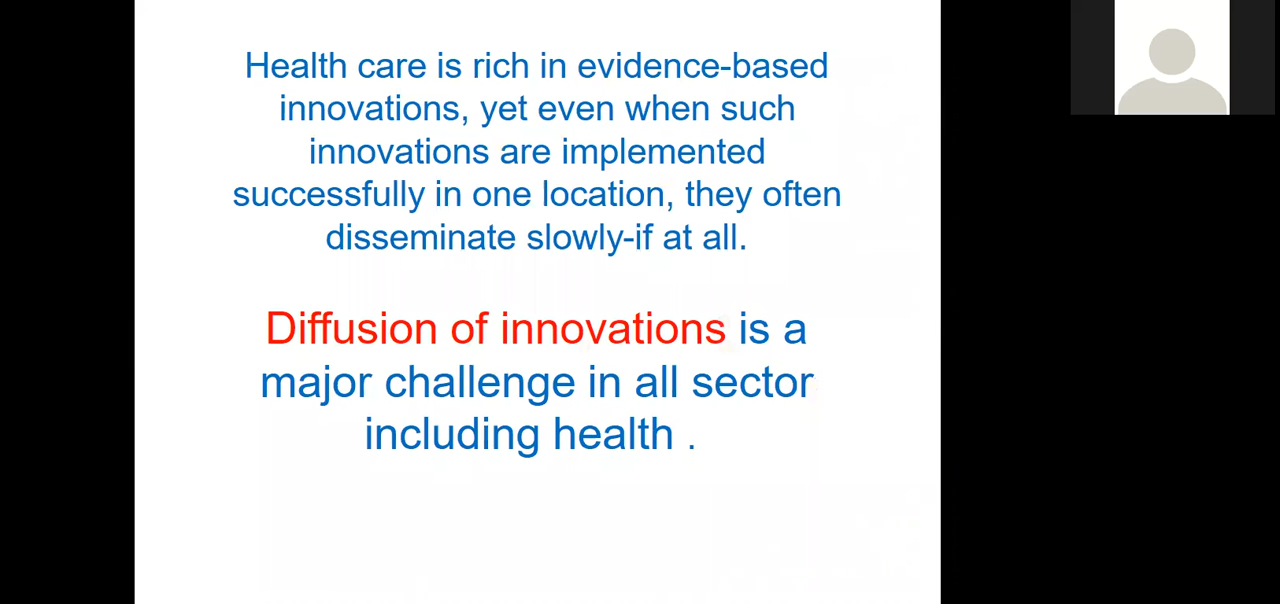 Health care is rich in evidence-based
innovations, yet even when such
innovations are implemented
successfully in one location, they often
disseminate slowly-if at all.
Diffusion of innovations is a
major challenge in all sector
including health .